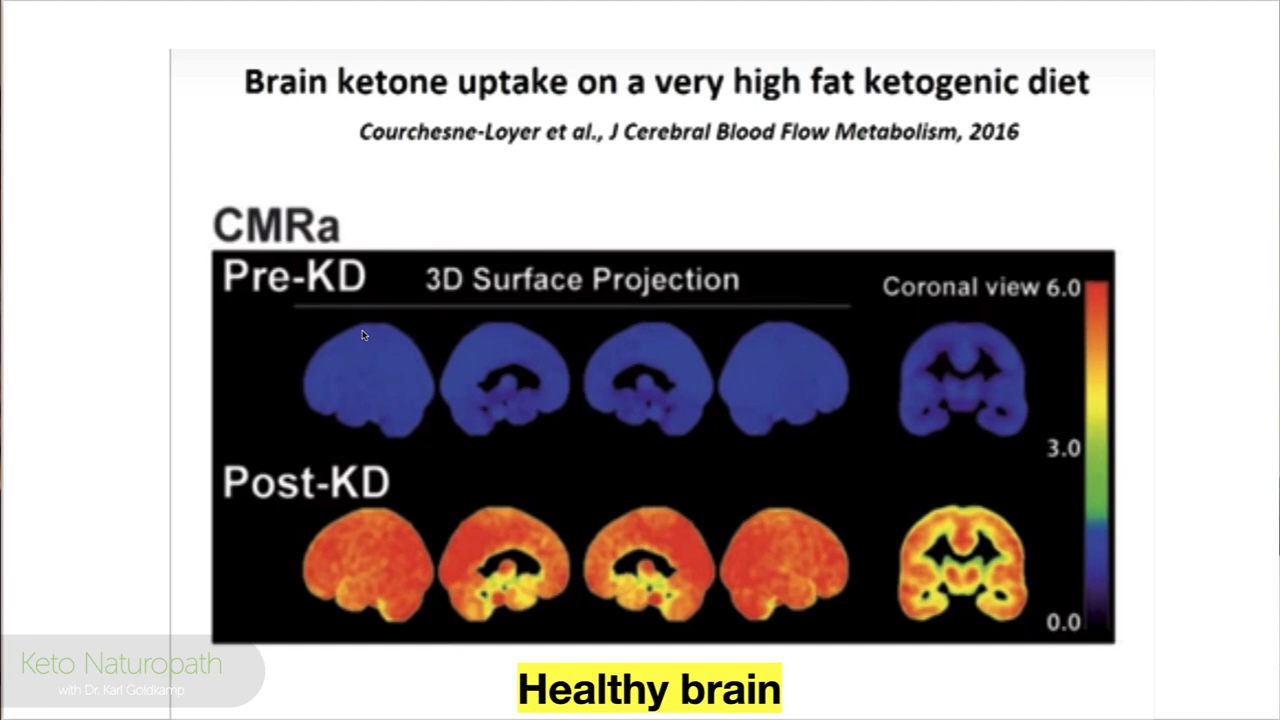 Brain ketone uptake on a very high fat ketogenic diet
Courchesne-Loyer et al., J Cerebral Blood Flow Metabolism, 2016
CMRa
Pre-KD
3D Surface Projection
Coronal view 6.0
3.0
Post-KD
0.0
Keto Naturopath
with Dr. Karl Goldkamp
Healthy brain